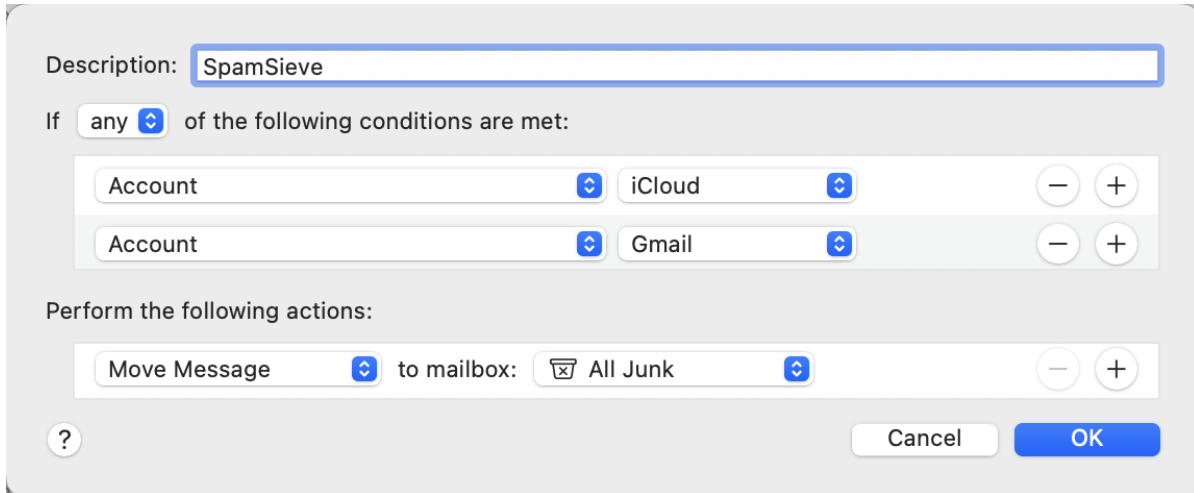 Description: SpamSieve
If any of the following conditions are met:
Account iCloud
Account Gmail
Perform the following actions:
Move Message to mailbox: All Junk
? Cancel OK